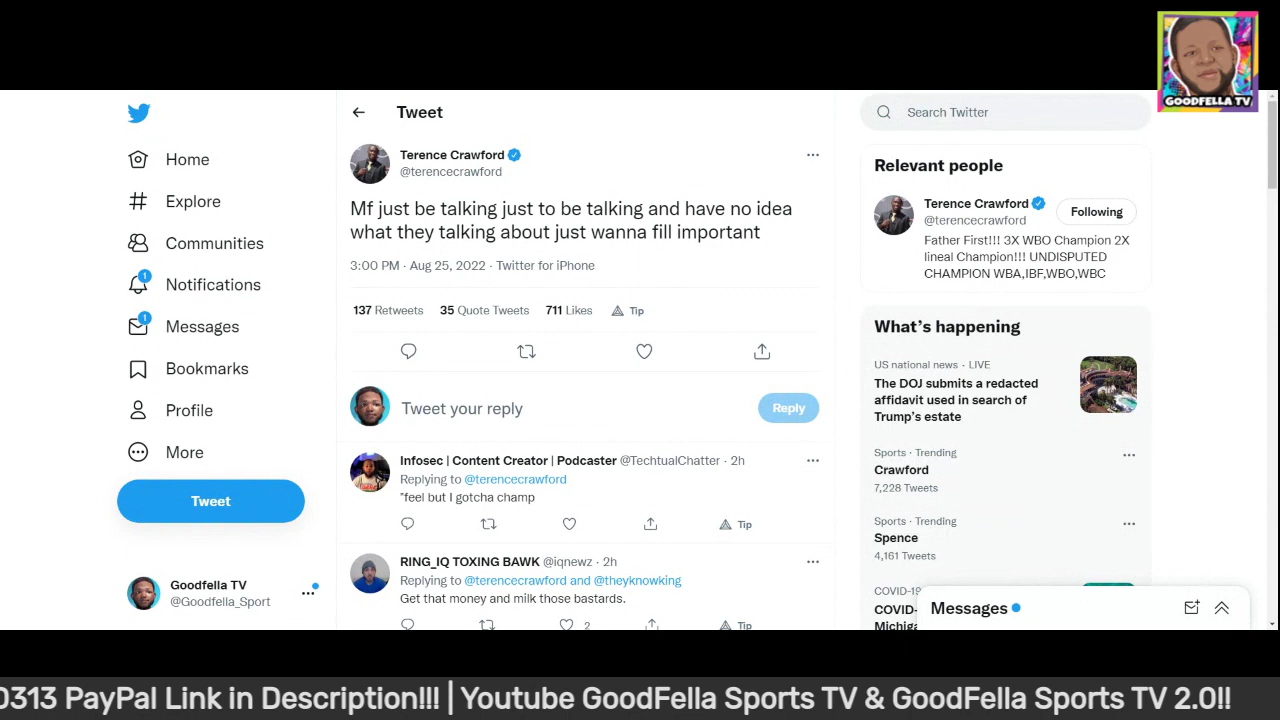 GOODFELLA TV
Tweet
Search Twitter
Home
Explore
Communities
1
Notifications
1
Messages
Bookmarks
Profile
More
Tweet
Goodfella TV
@Goodfella_Sport
Terence Crawford
@terencecrawford
Mf just be talking just to be talking and have no idea
what they talking about just wanna fill important
3:00 PM · Aug 25, 2022 · Twitter for iPhone
137 Retweets 35 Quote Tweets 711 Likes Tip
Tweet your reply
Reply
Infosec | Content Creator | Podcaster @TechtualChatter · 2h
Replying to @terencecrawford
"feel but I gotcha champ
Tip
RING_IQ TOXING BAWK @iqnewz · 2h
Replying to @terencecrawford and @theyknowking
Get that money and milk those bastards.
2 Tip
Relevant people
Terence Crawford
@terencecrawford
Following
Father First!!! 3X WBO Champion 2X
lineal Champion!!! UNDISPUTED
CHAMPION WBA,IBF,WBO,WBC
What's happening
US national news · LIVE
The DOJ submits a redacted
affidavit used in search of
Trump's estate
Sports · Trending
Crawford
7,228 Tweets
Sports · Trending
Spence
4,161 Tweets
COVID-19
COVID-
Michiga
Messages
0313 PayPal Link in Description!!! | Youtube GoodFella Sports TV & GoodFella Sports TV 2.0!!